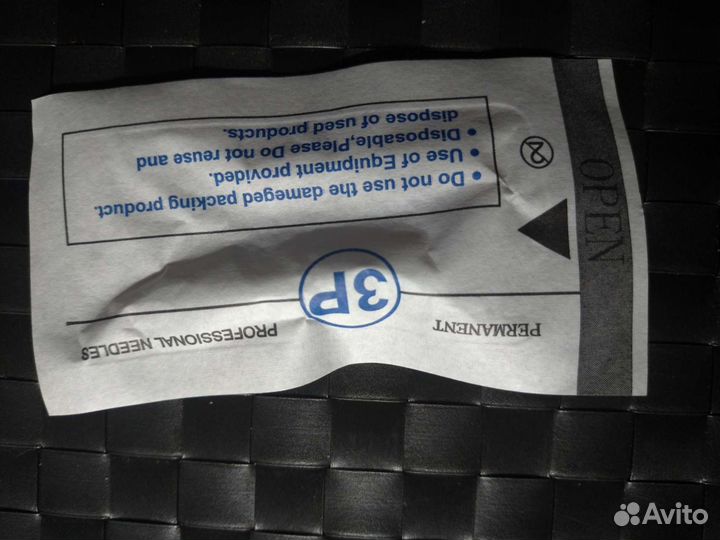 PERMANENT PROFESSIONAL NEEDLES
3P
OPEN
• Do not use the dameged packing product.
• Use of Equipment provided.
• Disposable,Please Do not reuse and
dispose of used products.
2
Avito